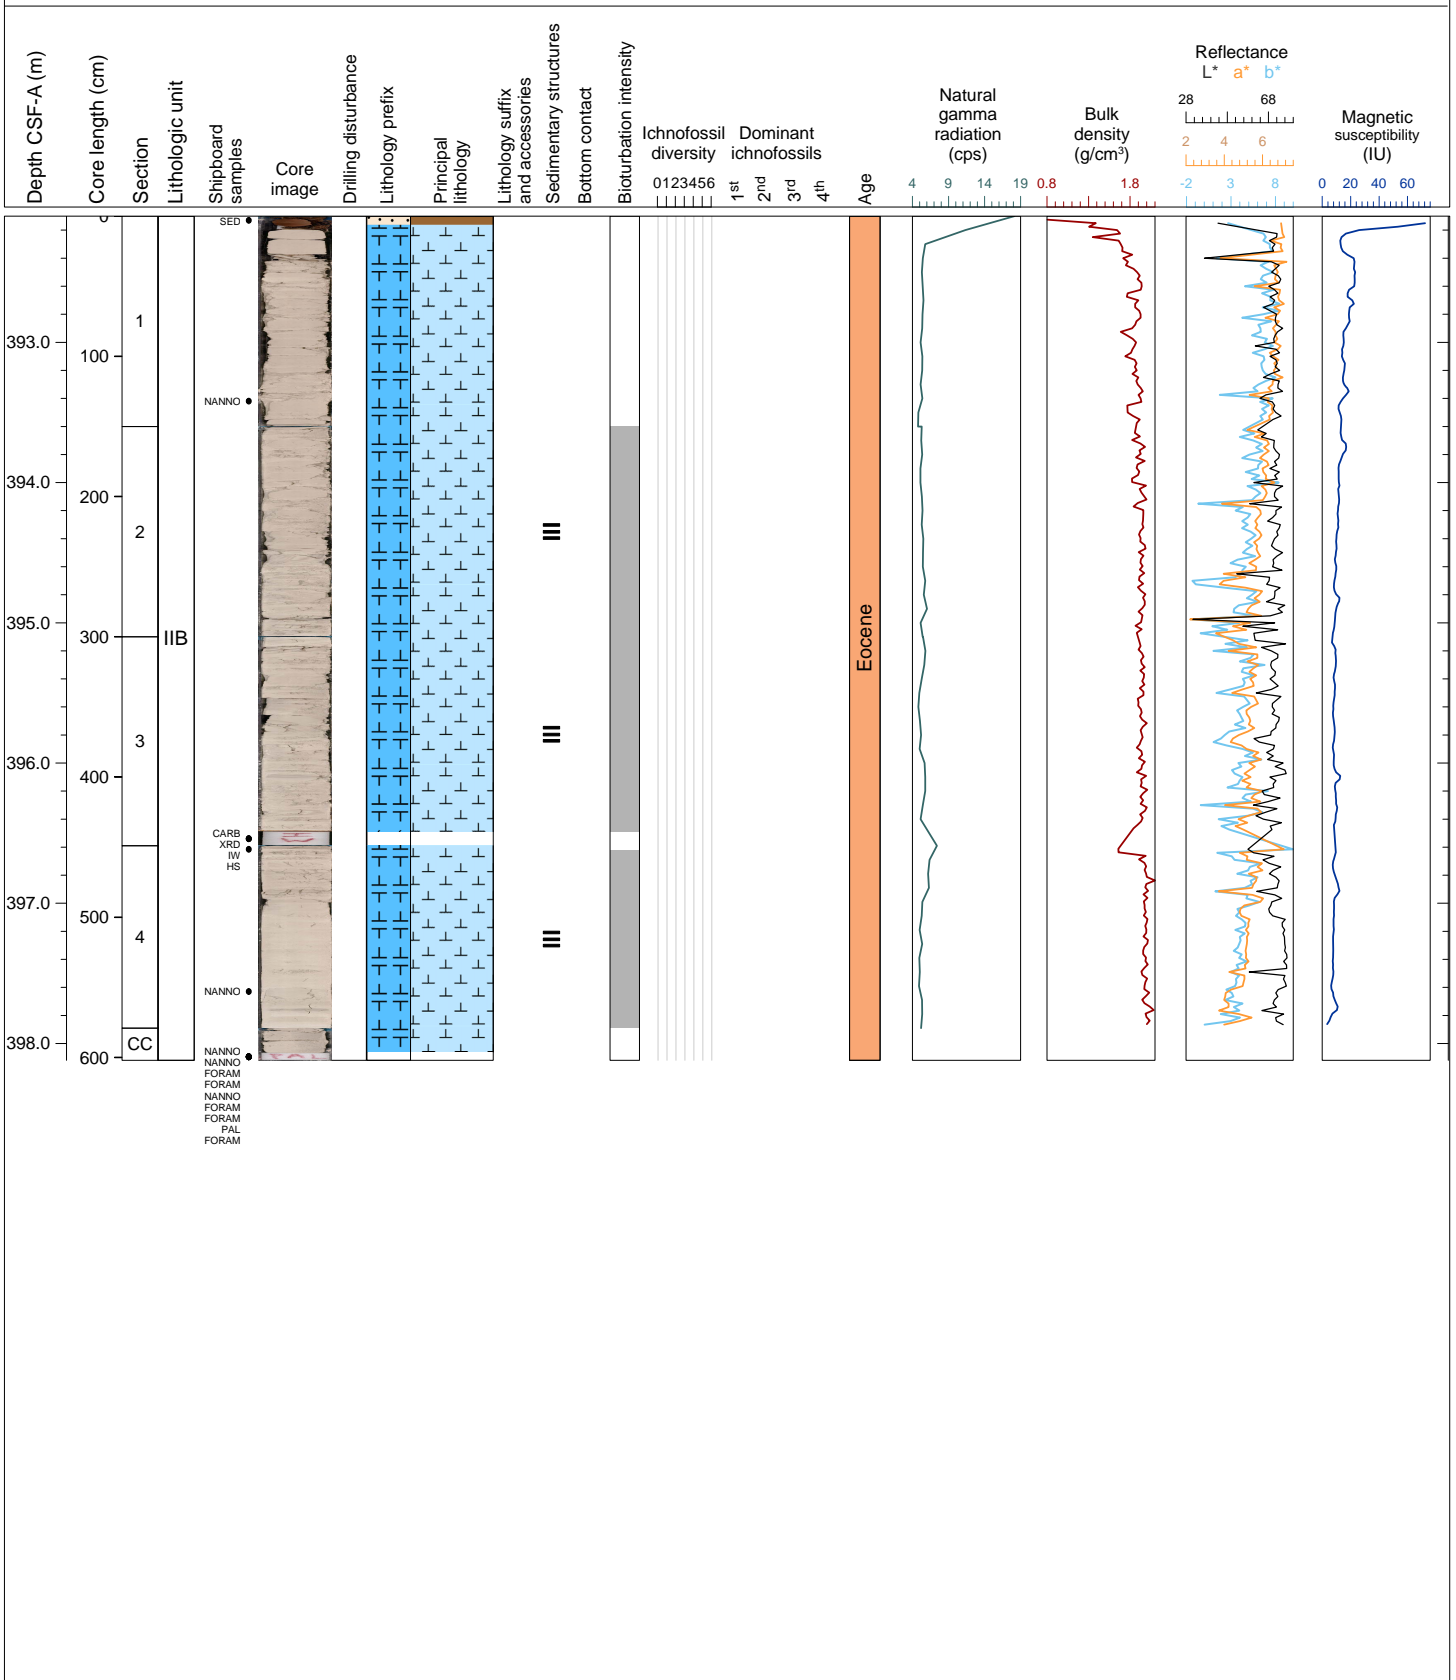 Depth CSF-A (m)
Core length (cm)
Section
Lithologic unit
Shipboard
samples
Core
image
Drilling disturbance
Lithology prefix
Principal
lithology
Lithology suffix
and accessories
Sedimentary structures
Bottom contact
Bioturbation intensity
Ichnofossil
diversity
0123456
Dominant
ichnofossils
1st
2nd
3rd
4th
Age
Natural
gamma
radiation
(cps)
4 9 14 19
Bulk
density
(g/cm³)
0.8 1.8
Reflectance
L* a* b*
28 68
2 4 6
-2 3 8
Magnetic
susceptibility
(IU)
0 20 40 60
393.0
394.0
395.0
396.0
397.0
398.0
0
100
200
300
400
500
600
1
2
3
4
CC
IIB
SED
NANNO
CARB
XRD
IW
HS
NANNO
NANNO
NANNO
FORAM
FORAM
NANNO
FORAM
FORAM
PAL
FORAM
Eocene